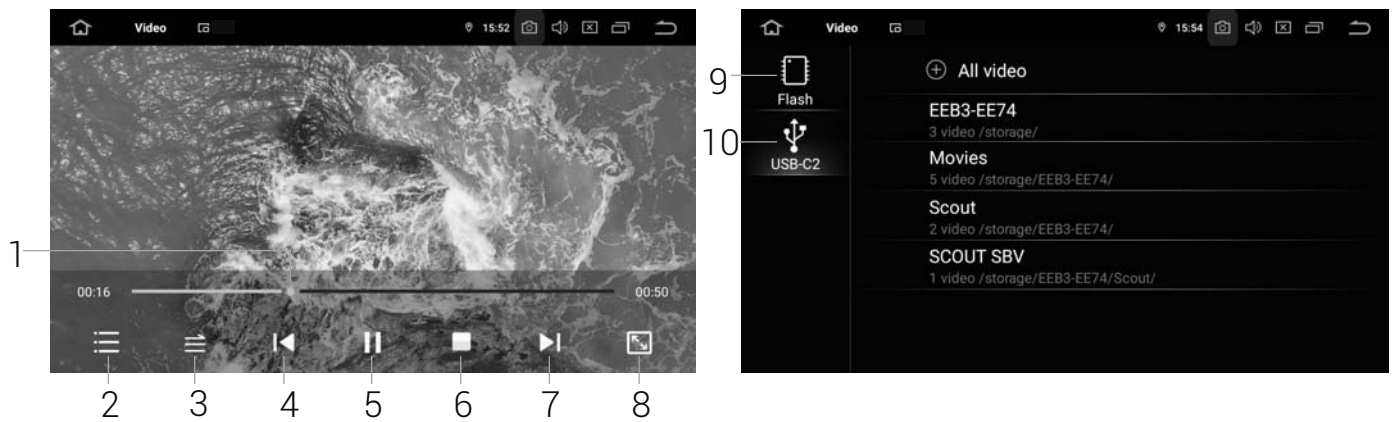 Video
15:52
1
00:16
00:50
2 3 4 5 6 7 8
Video
15:54
9
Flash
10
USB-C2
All video
EEB3-EE74
3 video /storage/
Movies
5 video /storage/EEB3-EE74/
Scout
2 video /storage/EEB3-EE74/
SCOUT SBV
1 video /storage/EEB3-EE74/Scout/